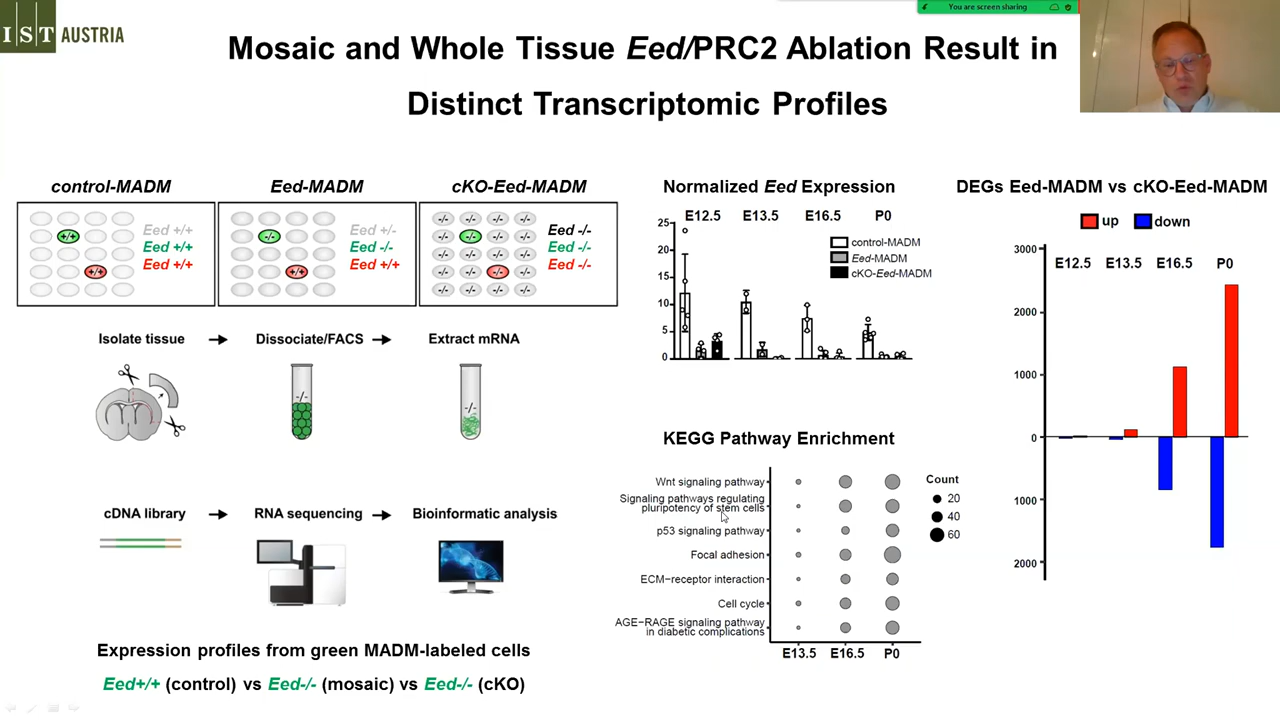 You are screen sharing
IST AUSTRIA
Mosaic and Whole Tissue Eed/PRC2 Ablation Result in
Distinct Transcriptomic Profiles
control-MADM
Eed +/+
Eed +/+
Eed +/+
+/+
+/+
Eed-MADM
Eed +/-
Eed -/-
Eed +/+
-/-
+/+
cKO-Eed-MADM
-/- -/- -/- -/-
-/- -/- -/- -/-
-/- -/- -/- -/-
-/- -/- -/- -/-
-/- -/- -/- -/-
Eed -/-
Eed -/-
Eed -/-
Isolate tissue
Dissociate/FACS
Extract mRNA
-/-
-/-
cDNA library
RNA sequencing
Bioinformatic analysis
Expression profiles from green MADM-labeled cells
Eed+/+ (control) vs Eed-/- (mosaic) vs Eed-/- (cKO)
Normalized Eed Expression
E12.5 E13.5 E16.5 P0
25
20
15
10
5
0
control-MADM
Eed-MADM
cKO-Eed-MADM
KEGG Pathway Enrichment
Wnt signaling pathway
Signaling pathways regulating
pluripotency of stem cells
p53 signaling pathway
Focal adhesion
ECM−receptor interaction
Cell cycle
AGE−RAGE signaling pathway
in diabetic complications
E13.5 E16.5 P0
Count
20
40
60
DEGs Eed-MADM vs cKO-Eed-MADM
up down
E12.5 E13.5 E16.5 P0
3000
2000
1000
0
1000
2000